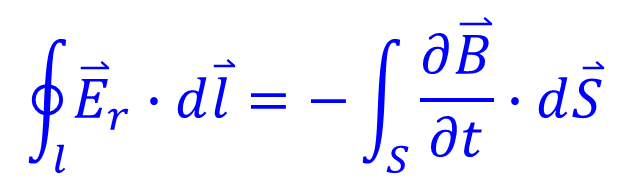 ∮_l E⃗_r · dl⃗ = −∫_S ∂B⃗/∂t · dS⃗